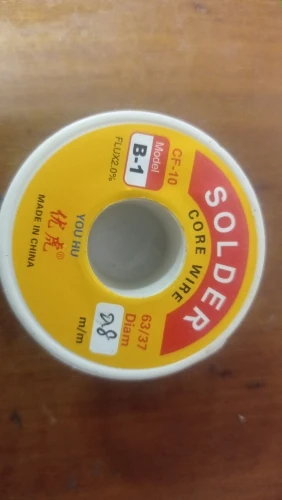 SOLDER
CORE WIRE
CF-10
Model
B-1
FLUX2.0%
YOU HU
优虎®
MADE IN CHINA
63/37
Diam
0.8
m/m